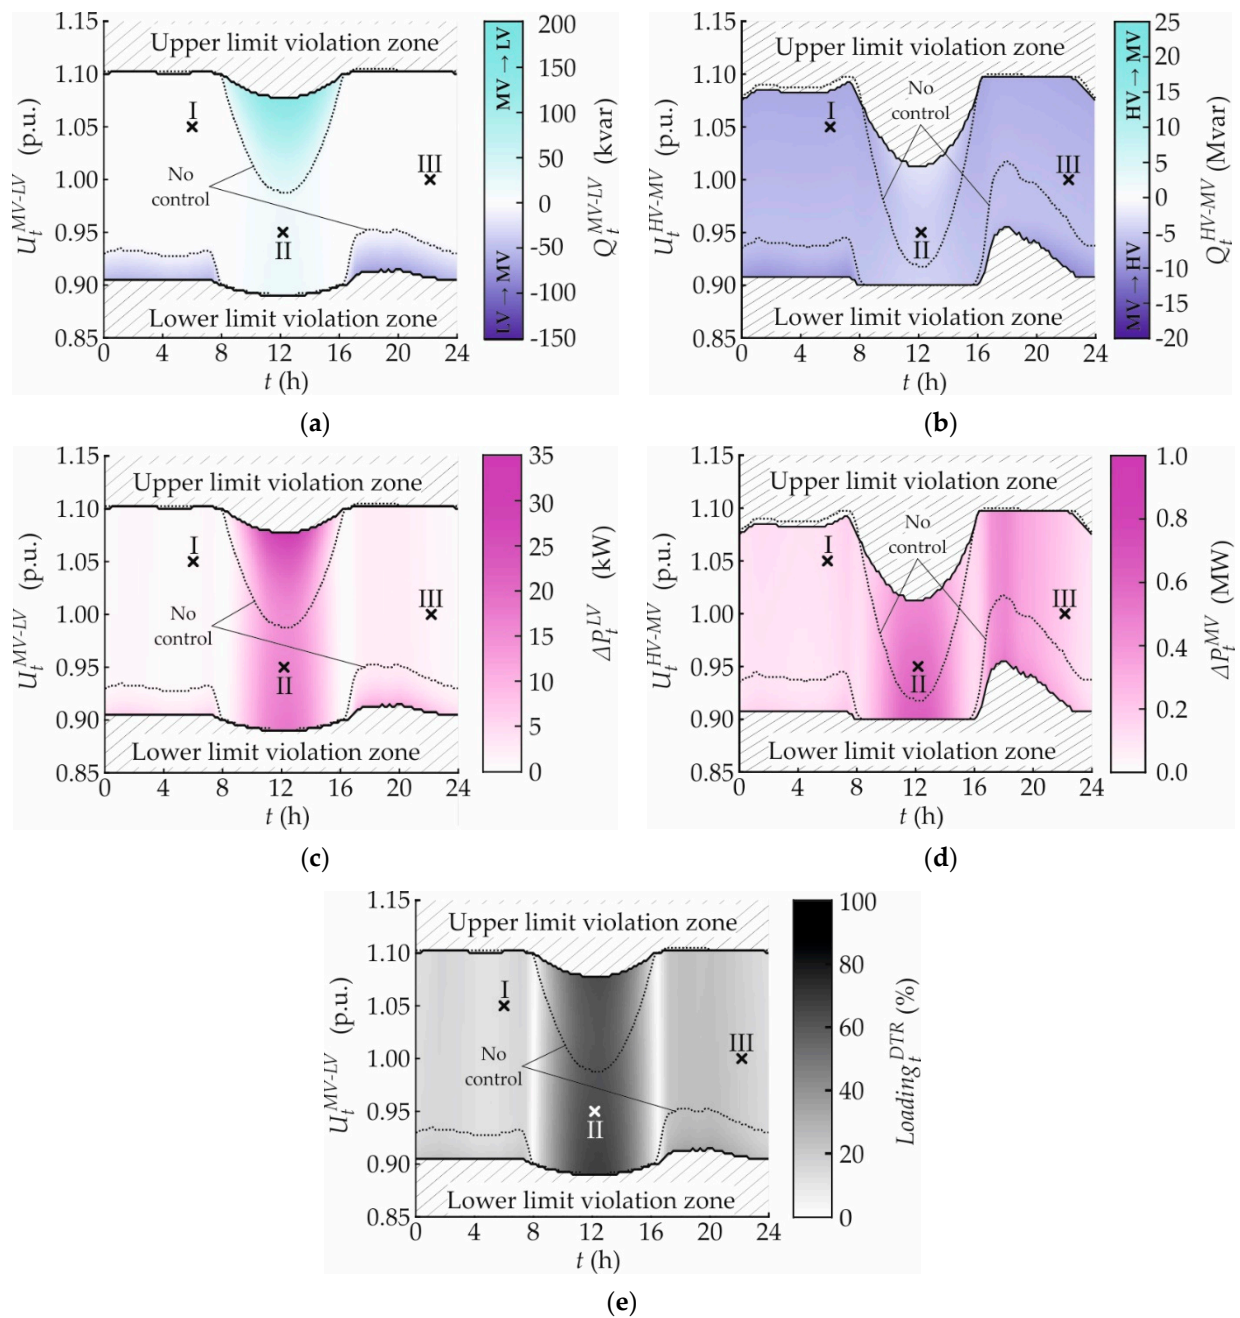 1.15
1.10
1.05
1.00
0.95
0.90
0.85
U_t^{MV-LV} (p.u.)
Upper limit violation zone
I
III
No
control
II
Lower limit violation zone
0 4 8 12 16 20 24
t (h)
200
150
100
50
0
-50
-100
-150
MV → LV
LV → MV
Q_t^{MV-LV} (kvar)
(a)
1.15
1.10
1.05
1.00
0.95
0.90
0.85
U_t^{HV-MV} (p.u.)
Upper limit violation zone
No
control
I
III
II
Lower limit violation zone
0 4 8 12 16 20 24
t (h)
25
20
15
10
5
0
-5
-10
-15
-20
HV → MV
MV → HV
Q_t^{HV-MV} (Mvar)
(b)
1.15
1.10
1.05
1.00
0.95
0.90
0.85
U_t^{MV-LV} (p.u.)
Upper limit violation zone
I
III
No
control
II
Lower limit violation zone
0 4 8 12 16 20 24
t (h)
35
30
25
20
15
10
5
0
ΔP_t^{LV} (kW)
(c)
1.15
1.10
1.05
1.00
0.95
0.90
0.85
U_t^{HV-MV} (p.u.)
Upper limit violation zone
No
control
I
III
II
Lower limit violation zone
0 4 8 12 16 20 24
t (h)
1.0
0.8
0.6
0.4
0.2
0.0
ΔP_t^{MV} (MW)
(d)
1.15
1.10
1.05
1.00
0.95
0.90
0.85
U_t^{MV-LV} (p.u.)
Upper limit violation zone
I
III
No
control
II
Lower limit violation zone
0 4 8 12 16 20 24
t (h)
100
80
60
40
20
0
Loading_t^{DTR} (%)
(e)